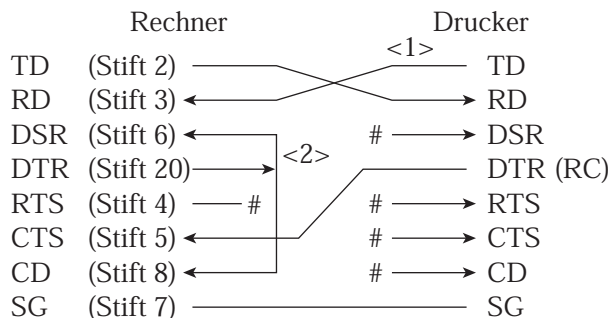 Rechner Drucker
<1>
TD (Stift 2) TD
RD (Stift 3) RD
DSR (Stift 6) # DSR
<2>
DTR (Stift 20) DTR (RC)
RTS (Stift 4) # # RTS
CTS (Stift 5) # CTS
CD (Stift 8) # CD
SG (Stift 7) SG